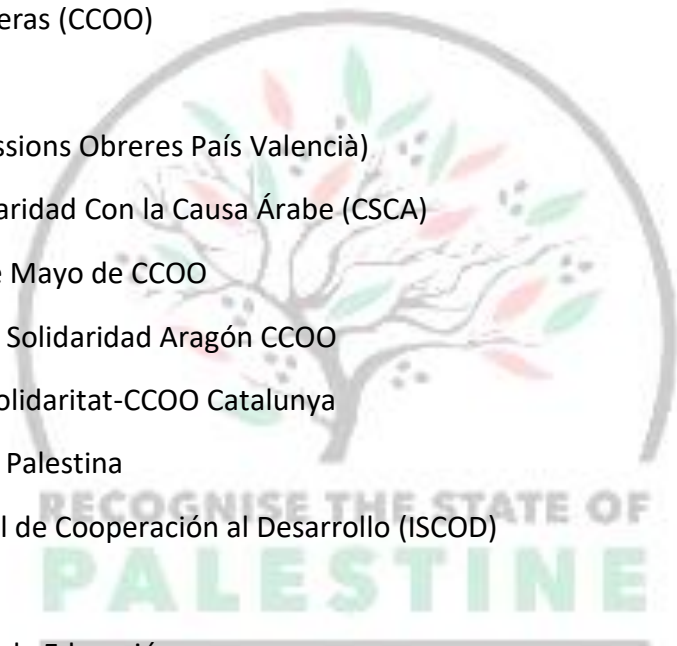 eras (CCOO)
ssions Obreres País Valencià)
aridad Con la Causa Árabe (CSCA)
e Mayo de CCOO
Solidaridad Aragón CCOO
olidaritat-CCOO Catalunya
Palestina
RECOGNISE THE STATE OF
l de Cooperación al Desarrollo (ISCOD)
PALESTINE